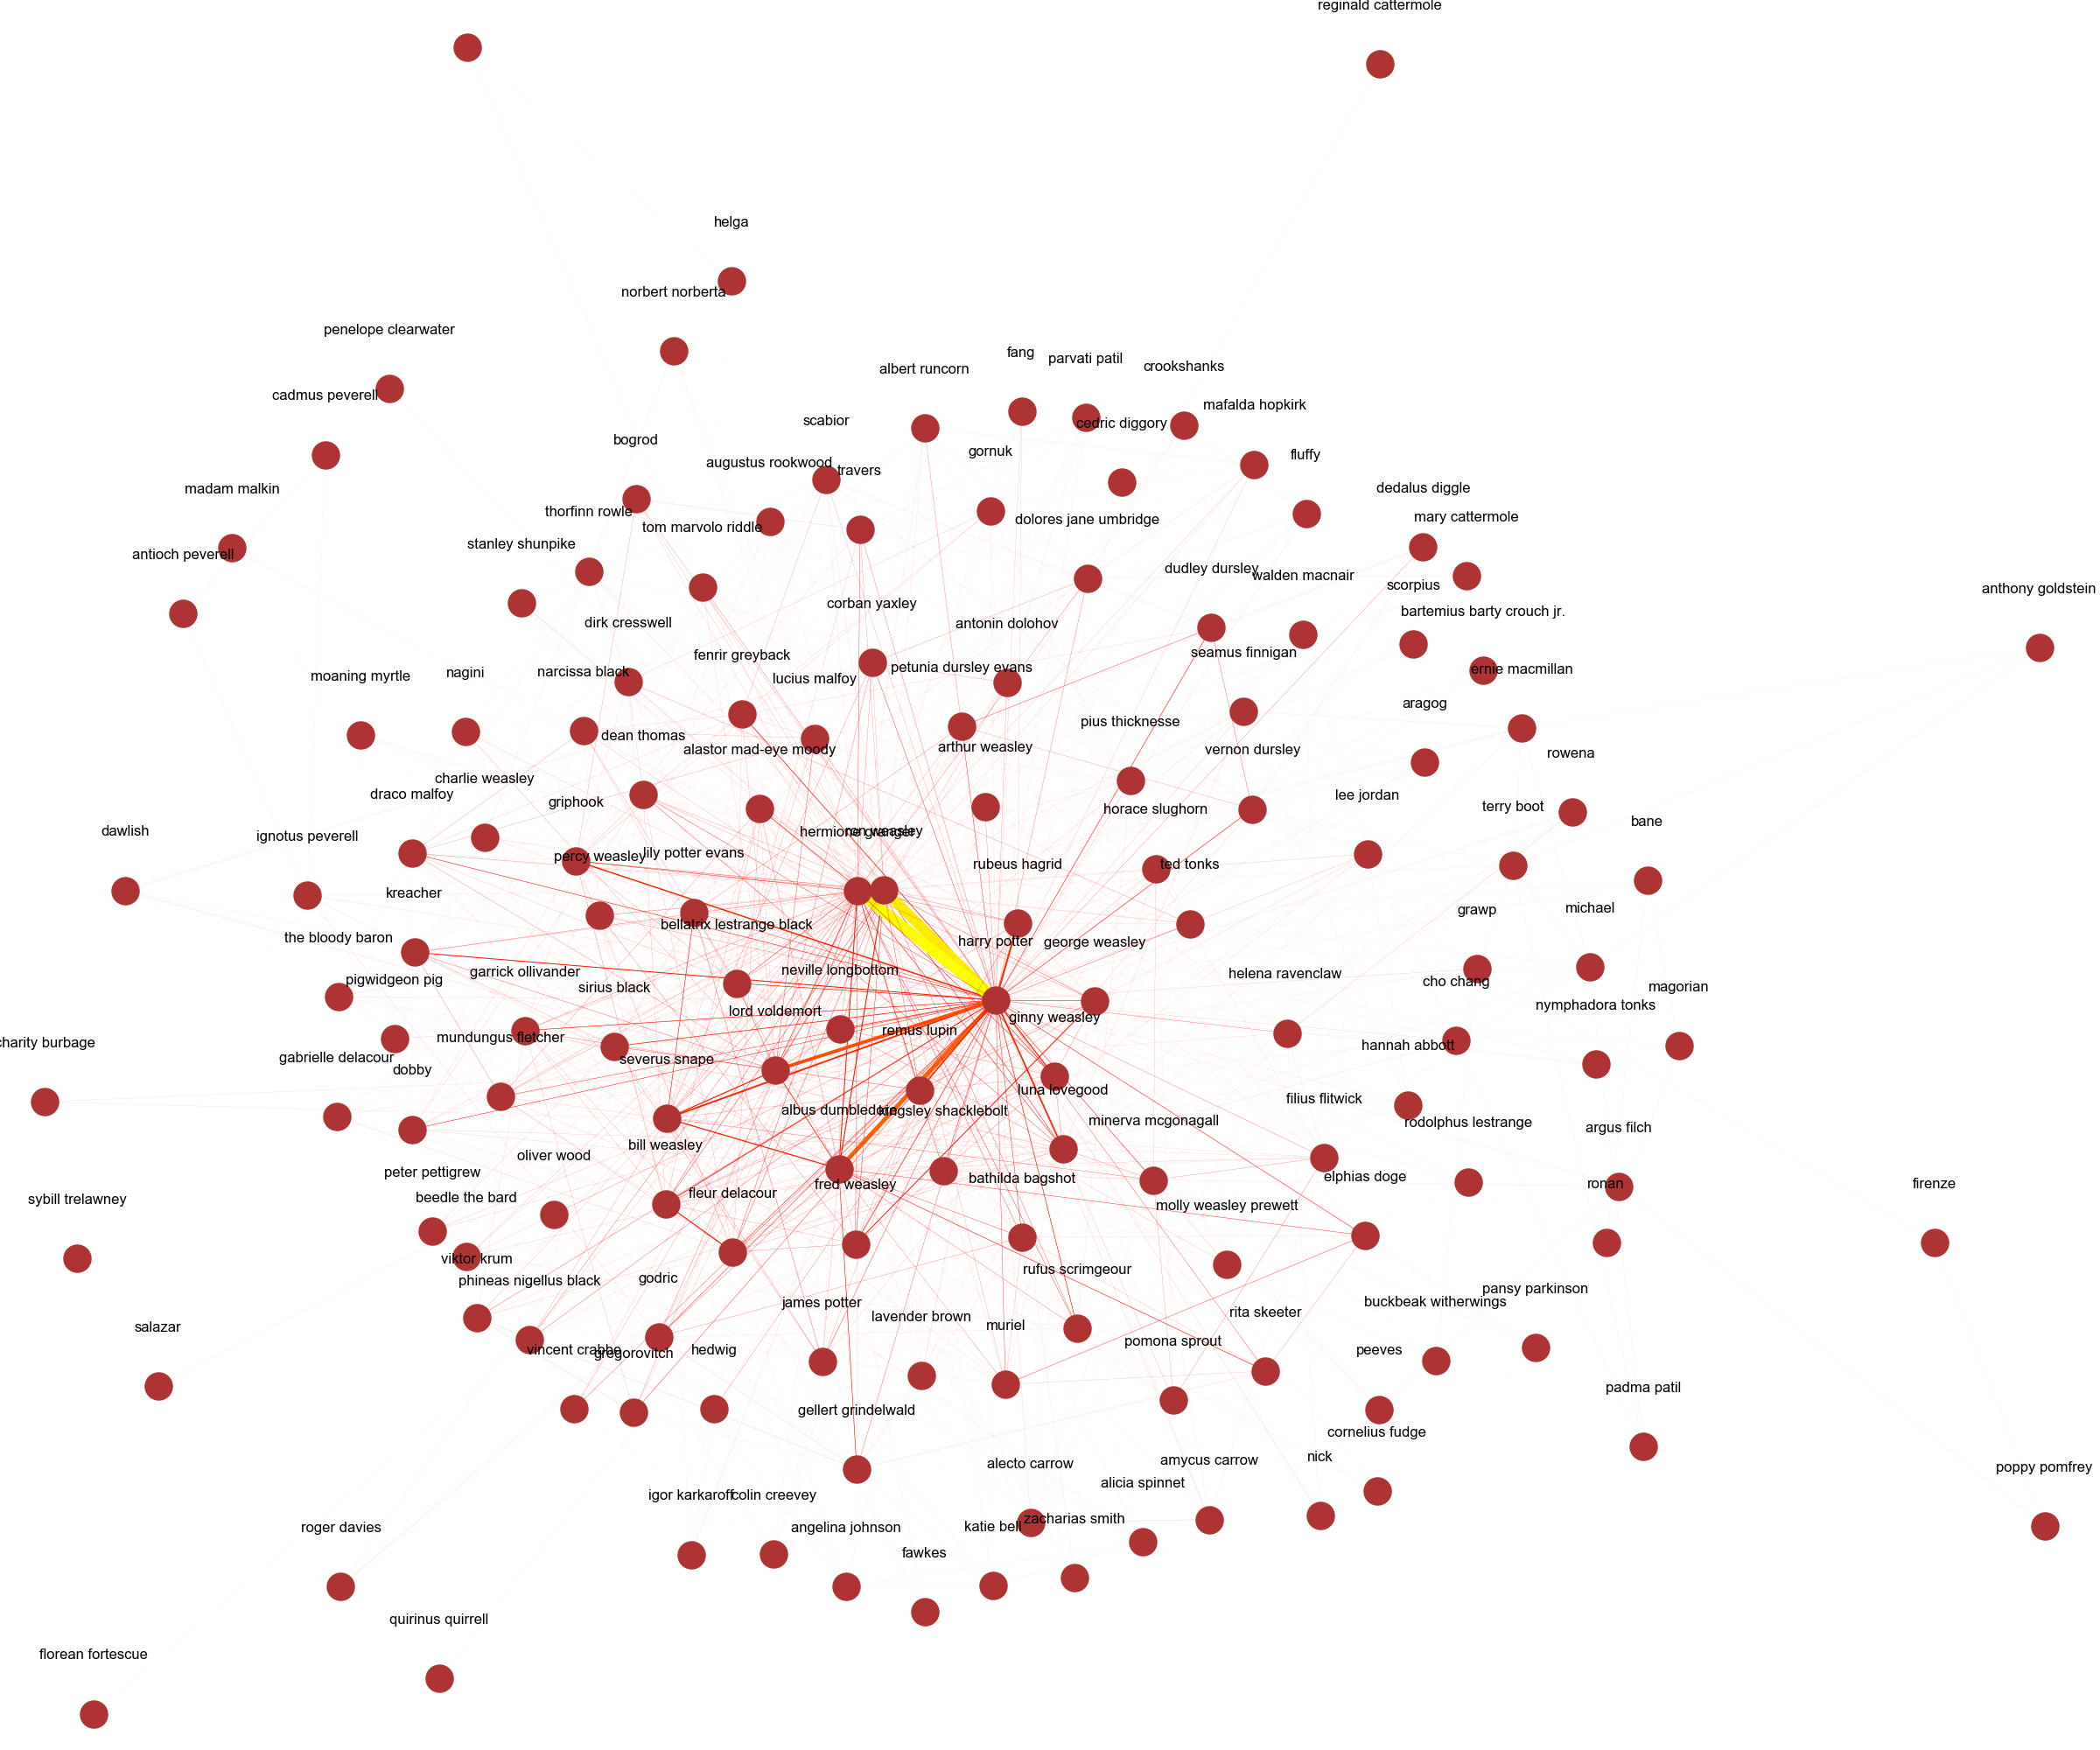 reginald cattermole
helga
norbert norberta
penelope clearwater
fang
parvati patil
crookshanks
albert runcorn
cadmus peverell
mafalda hopkirk
scabior
cedric diggory
bogrod
gornuk
fluffy
augustus rookwood
travers
madam malkin
dedalus diggle
thorfinn rowle
mary cattermole
tom marvolo riddle
dolores jane umbridge
stanley shunpike
antioch peverell
dudley dursley
walden macnair
scorpius
anthony goldstein
corban yaxley
bartemius barty crouch jr.
dirk cresswell
antonin dolohov
fenrir greyback
seamus finnigan
petunia dursley evans
ernie macmillan
narcissa black
nagini
moaning myrtle
lucius malfoy
aragog
pius thicknesse
dean thomas
alastor mad-eye moody
arthur weasley
vernon dursley
rowena
charlie weasley
draco malfoy
lee jordan
griphook
horace slughorn
terry boot
bane
dawlish
hermione granger
ron weasley
ignotus peverell
lily potter evans
percy weasley
rubeus hagrid
ted tonks
kreacher
michael
grawp
bellatrix lestrange black
the bloody baron
harry potter
george weasley
neville longbottom
garrick ollivander
helena ravenclaw
pigwidgeon pig
cho chang
sirius black
magorian
nymphadora tonks
lord voldemort
ginny weasley
remus lupin
mundungus fletcher
charity burbage
hannah abbott
gabrielle delacour
severus snape
dobby
luna lovegood
filius flitwick
albus dumbledore
kingsley shacklebolt
minerva mcgonagall
rodolphus lestrange
argus filch
bill weasley
oliver wood
peter pettigrew
elphias doge
bathilda bagshot
fred weasley
ronan
firenze
fleur delacour
beedle the bard
sybill trelawney
molly weasley prewett
viktor krum
rufus scrimgeour
godric
phineas nigellus black
pansy parkinson
buckbeak witherwings
james potter
rita skeeter
lavender brown
muriel
salazar
pomona sprout
vincent crabbe
gregorovitch
hedwig
peeves
padma patil
gellert grindelwald
cornelius fudge
nick
amycus carrow
alecto carrow
poppy pomfrey
alicia spinnet
igor karkaroff
colin creevey
zacharias smith
katie bell
angelina johnson
roger davies
fawkes
quirinus quirrell
florean fortescue